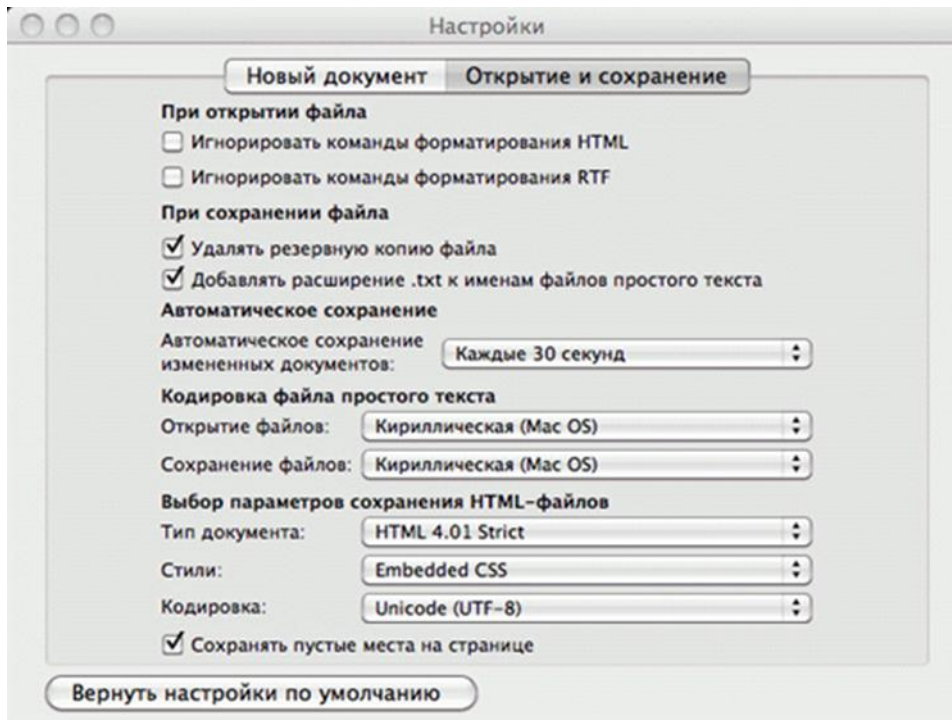 Настройки
Новый документ Открытие и сохранение
При открытии файла
Игнорировать команды форматирования HTML
Игнорировать команды форматирования RTF
При сохранении файла
Удалять резервную копию файла
Добавлять расширение .txt к именам файлов простого текста
Автоматическое сохранение
Автоматическое сохранение
измененных документов: Каждые 30 секунд
Кодировка файла простого текста
Открытие файлов: Кириллическая (Mac OS)
Сохранение файлов: Кириллическая (Mac OS)
Выбор параметров сохранения HTML-файлов
Тип документа: HTML 4.01 Strict
Стили: Embedded CSS
Кодировка: Unicode (UTF-8)
Сохранять пустые места на странице
Вернуть настройки по умолчанию